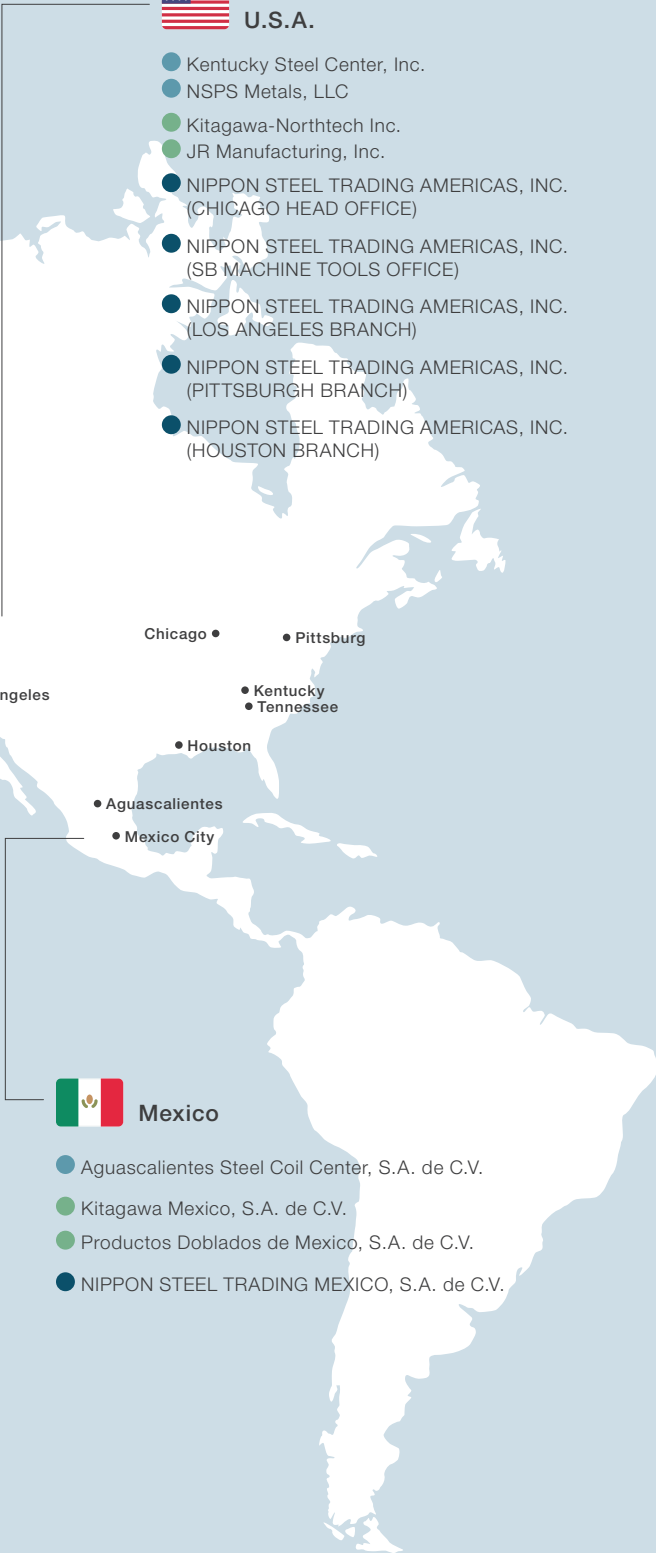 U.S.A.
Kentucky Steel Center, Inc.
NSPS Metals, LLC
Kitagawa-Northtech Inc.
JR Manufacturing, Inc.
NIPPON STEEL TRADING AMERICAS, INC.
(CHICAGO HEAD OFFICE)
NIPPON STEEL TRADING AMERICAS, INC.
(SB MACHINE TOOLS OFFICE)
NIPPON STEEL TRADING AMERICAS, INC.
(LOS ANGELES BRANCH)
NIPPON STEEL TRADING AMERICAS, INC.
(PITTSBURGH BRANCH)
NIPPON STEEL TRADING AMERICAS, INC.
(HOUSTON BRANCH)
Chicago
Pittsburg
ngeles
Kentucky
Tennessee
Houston
Aguascalientes
Mexico City
Mexico
Aguascalientes Steel Coil Center, S.A. de C.V.
Kitagawa Mexico, S.A. de C.V.
Productos Doblados de Mexico, S.A. de C.V.
NIPPON STEEL TRADING MEXICO, S.A. de C.V.